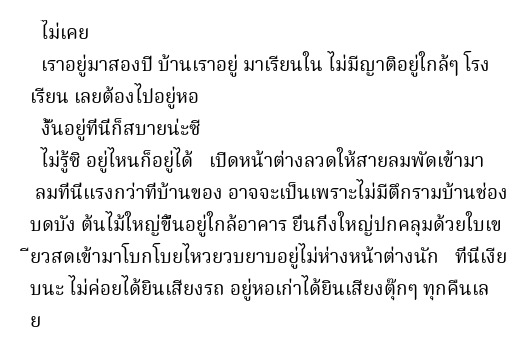 ไม่เคย
เราอยู่มาสองปี บ้านเราอยู่ มาเรียนใน ไม่มีญาติอยู่ใกล้ๆ โรง
เรียน เลยต้องไปอยู่หอ
งั้นอยู่ที่นี่ก็สบายน่ะซี
ไม่รู้ซิ อยู่ไหนก็อยู่ได้ เปิดหน้าต่างลวดให้สายลมพัดเข้ามา
ลมที่นี่แรงกว่าที่บ้านของ อาจจะเป็นเพราะไม่มีตึกรามบ้านช่อง
บดบัง ต้นไม้ใหญ่ขึ้นอยู่ใกล้อาคาร ยื่นกิ่งใหญ่ปกคลุมด้วยใบเข
ียวสดเข้ามาโบกโบยไหวยวบยาบอยู่ไม่ห่างหน้าต่างนัก ที่นี่เงีย
บนะ ไม่ค่อยได้ยินเสียงรถ อยู่หอเก่าได้ยินเสียงตุ๊กๆ ทุกคืนเล
ย